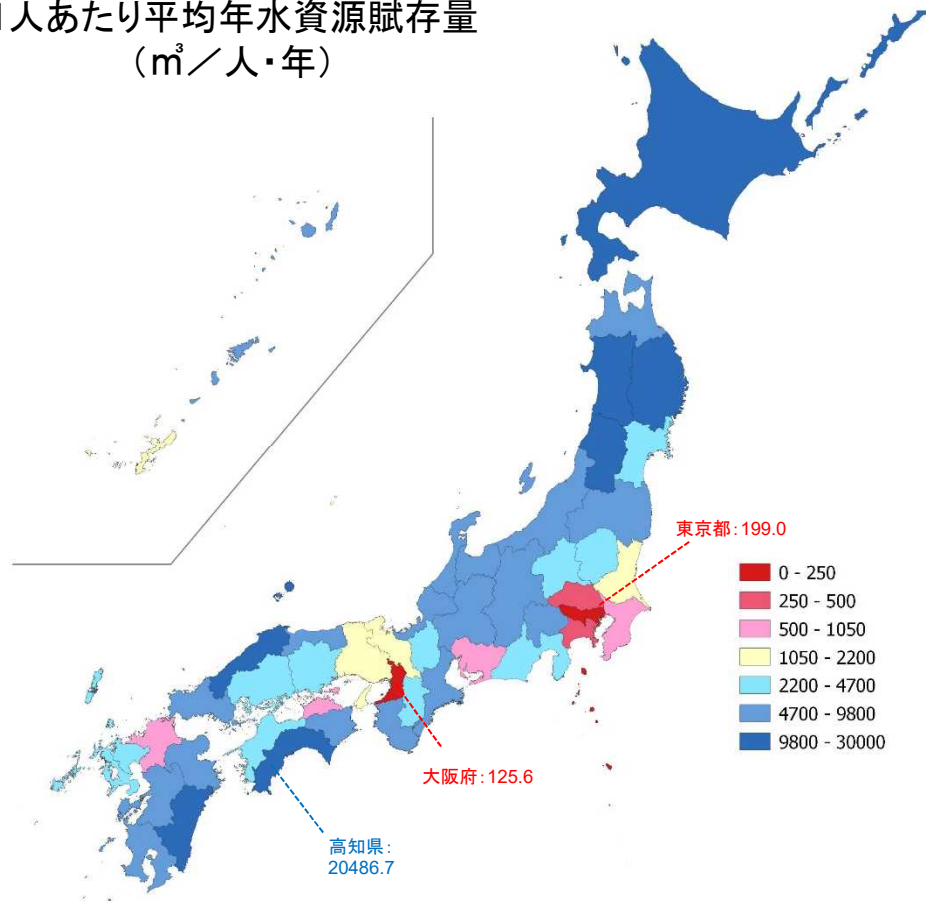 人あたり平均年水資源賦存量
（㎥／人・年）
東京都：199.0
0 - 250
250 - 500
500 - 1050
1050 - 2200
2200 - 4700
4700 - 9800
9800 - 30000
大阪府：125.6
高知県：
20486.7